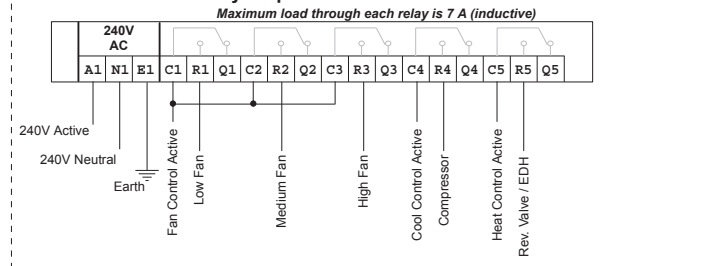 Maximum load through each relay is 7 A (inductive)
240V
AC
A1 N1 E1 C1 R1 Q1 C2 R2 Q2 C3 R3 Q3 C4 R4 Q4 C5 R5 Q5
240V Active
240V Neutral
Earth
Fan Control Active
Low Fan
Medium Fan
High Fan
Cool Control Active
Compressor
Heat Control Active
Rev. Valve / EDH